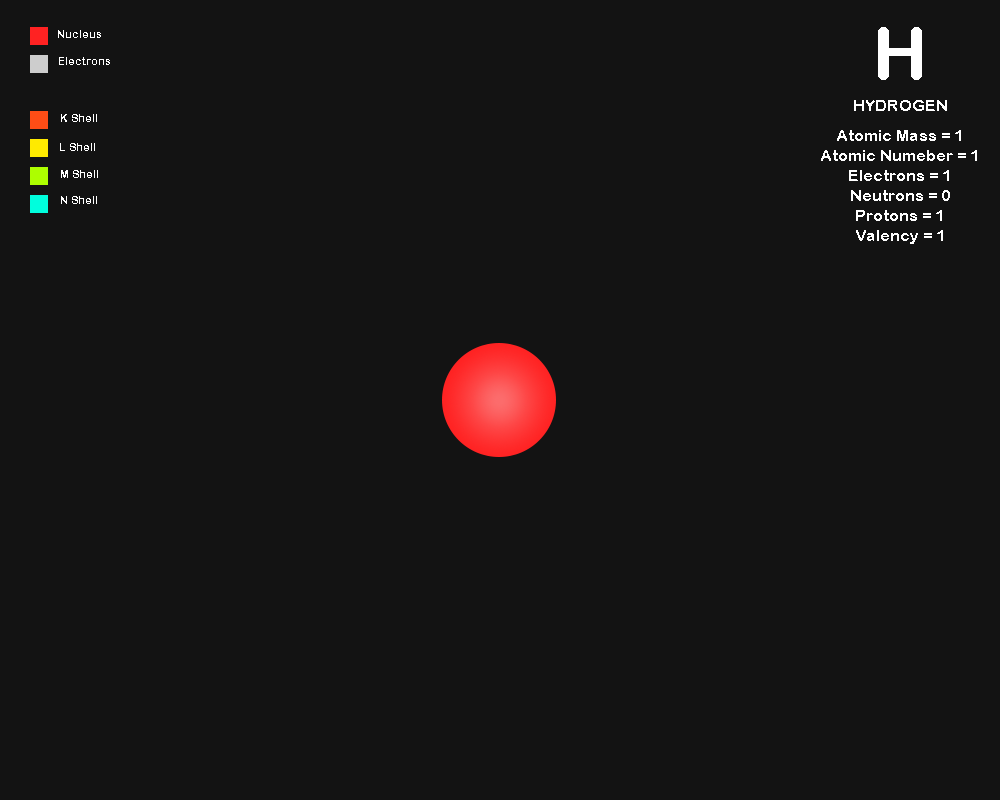 Nucleus
Electrons
K Shell
L Shell
M Shell
N Shell
H
HYDROGEN
Atomic Mass = 1
Atomic Numeber = 1
Electrons = 1
Neutrons = 0
Protons = 1
Valency = 1